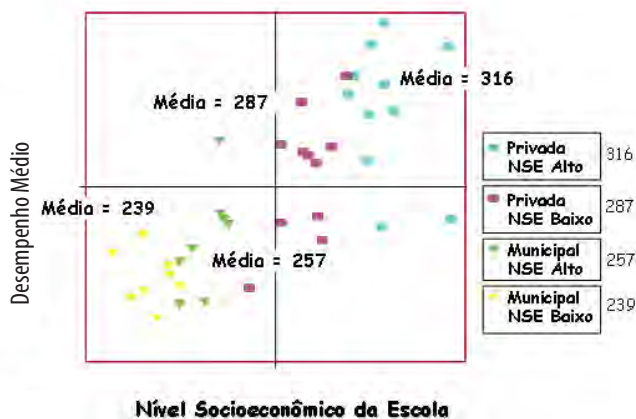 Média = 316
Média = 287
Média = 239
Média = 257
Desempenho Médio
Nível Socioeconômico da Escola
Privada
NSE Alto
316
Privada
NSE Baixo
287
Municipal
NSE Alto
257
Municipal
NSE Baixo
239